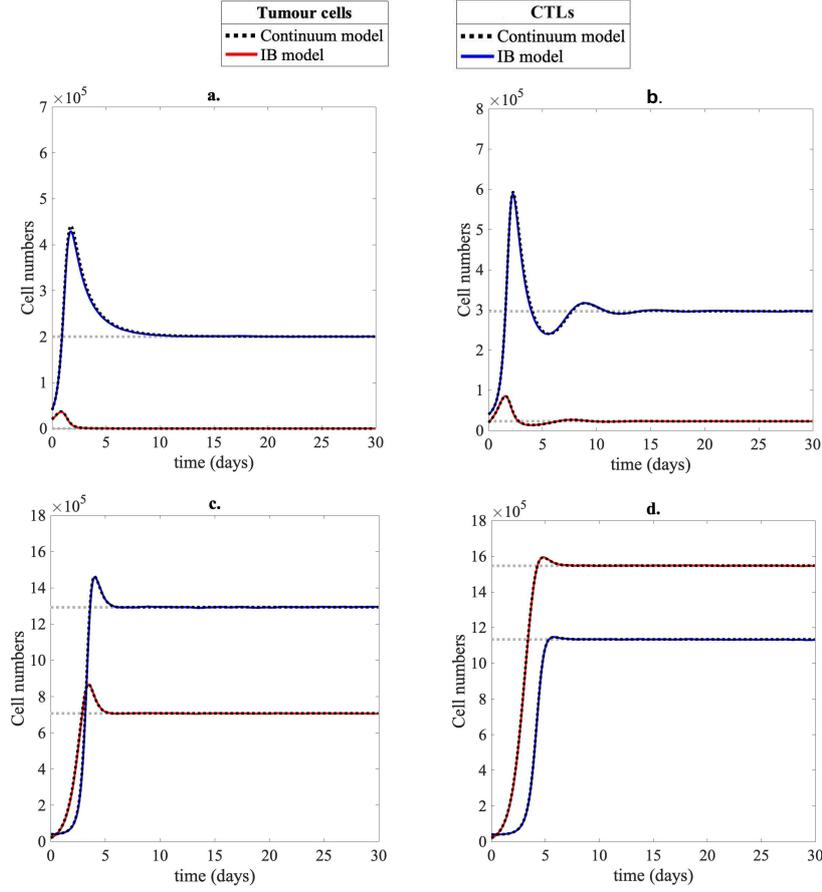 Tumour cells
Continuum model
IB model
CTLs
Continuum model
IB model
a.
×10^5
7
6
5
4
3
2
1
0
Cell numbers
0 5 10 15 20 25 30
time (days)
b.
×10^5
8
7
6
5
4
3
2
1
0
Cell numbers
0 5 10 15 20 25 30
time (days)
c.
×10^5
18
16
14
12
10
8
6
4
2
0
Cell numbers
0 5 10 15 20 25 30
time (days)
d.
×10^5
18
16
14
12
10
8
6
4
2
0
Cell numbers
0 5 10 15 20 25 30
time (days)